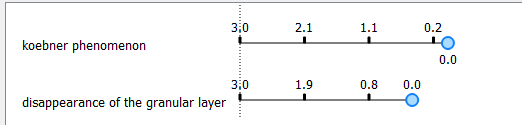 3.0 2.1 1.1 0.2
koebner phenomenon
0.0
3.0 1.9 0.8 0.0
disappearance of the granular layer